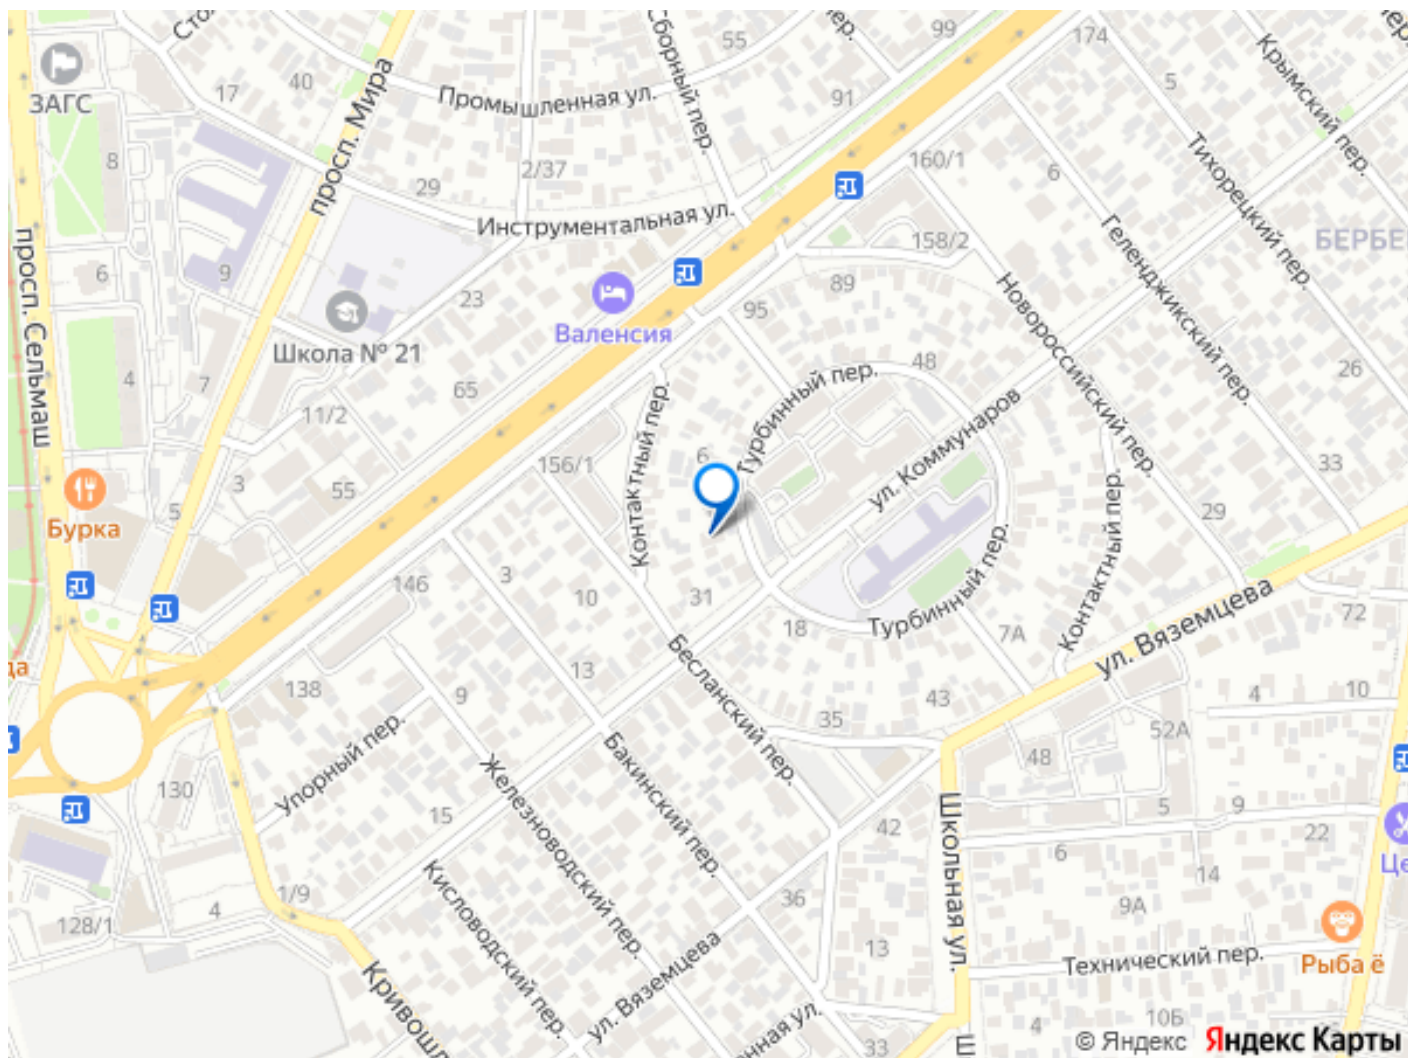 55
99
174
ЗАГС
17
40
91
5
Крымский пер.
просп. Мира
Промышленная ул.
Сборный пер.
пер.
8
2/37
160/1
6
Тихорецкий пер.
29
Инструментальная ул.
158/2
БЕРБЕ
просп. Сельмаш
6
9
23
89
Новороссийский пер.
Геленджикский пер.
Валенсия
95
Школа № 21
4
7
65
48
26
Турбинный пер.
11/2
Контактный пер.
ул. Коммунаров
6
156/1
33
3
55
29
Бурка
5
Контактный пер.
146
3
10
31
18
Турбинный пер.
7А
ул. Вяземцева
72
да
138
13
9
Бесланский пер.
43
35
4
10
Упорный пер.
52А
48
130
15
Железноводский пер.
Бакинский пер.
Школьная ул.
42
5
9
22
6
14
Це
1/9
4
128/1
Кисловодский пер.
36
9А
13
Технический пер.
Рыба ё
Кривошл
ул. Вяземцева
нная ул.
33
4
10Б
Ш
© Яндекс Яндекс Карты